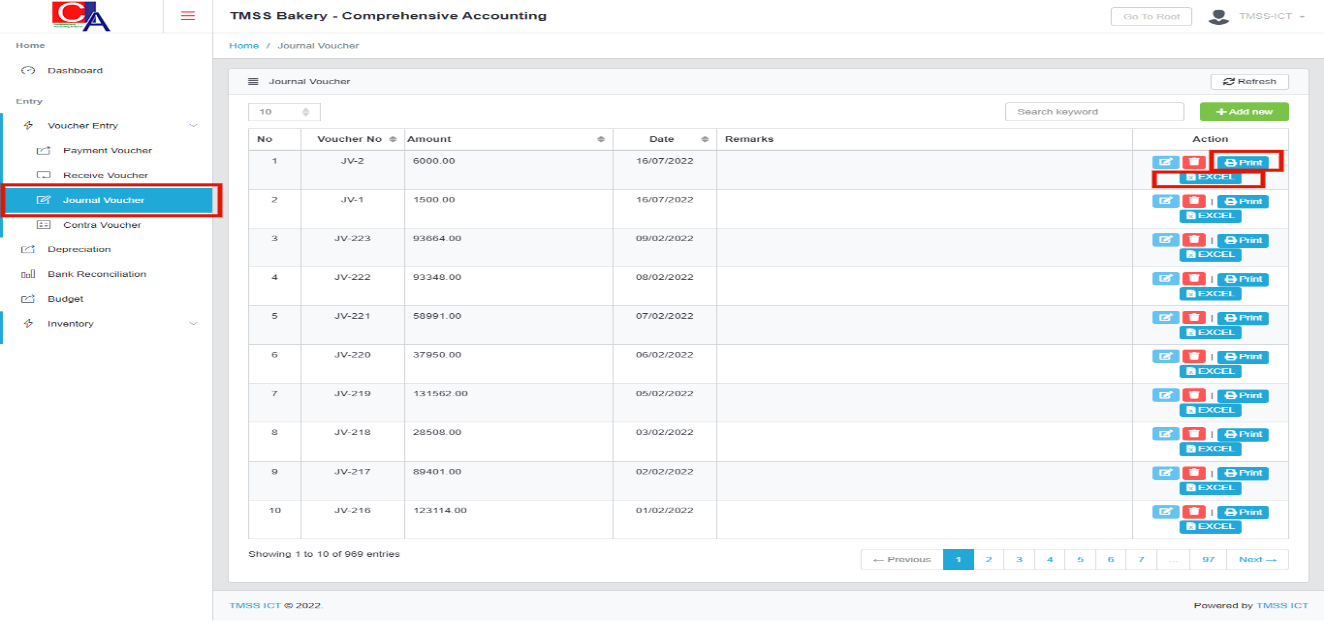 CA
TMSS Bakery - Comprehensive Accounting
Go To Root
TMSS-ICT
Home
Dashboard
Entry
Voucher Entry
Payment Voucher
Receive Voucher
Journal Voucher
Contra Voucher
Depreciation
Bank Reconciliation
Budget
Inventory
Home / Journal Voucher
Journal Voucher
Refresh
10
Search keyword
Add new
No Voucher No Amount Date Remarks Action
1 JV-2 6000.00 16/07/2022 Print
EXCEL
2 JV-1 1500.00 16/07/2022 | Print
EXCEL
3 JV-223 93664.00 09/02/2022 | Print
EXCEL
4 JV-222 93348.00 08/02/2022 | Print
EXCEL
5 JV-221 58991.00 07/02/2022 | Print
EXCEL
6 JV-220 37950.00 06/02/2022 | Print
EXCEL
7 JV-219 131562.00 05/02/2022 | Print
EXCEL
8 JV-218 28508.00 03/02/2022 | Print
EXCEL
9 JV-217 89401.00 02/02/2022 | Print
EXCEL
10 JV-216 123114.00 01/02/2022 | Print
EXCEL
Showing 1 to 10 of 969 entries
← Previous 1 2 3 4 5 6 7 ... 97 Next →
TMSS ICT © 2022.
Powered by TMSS ICT